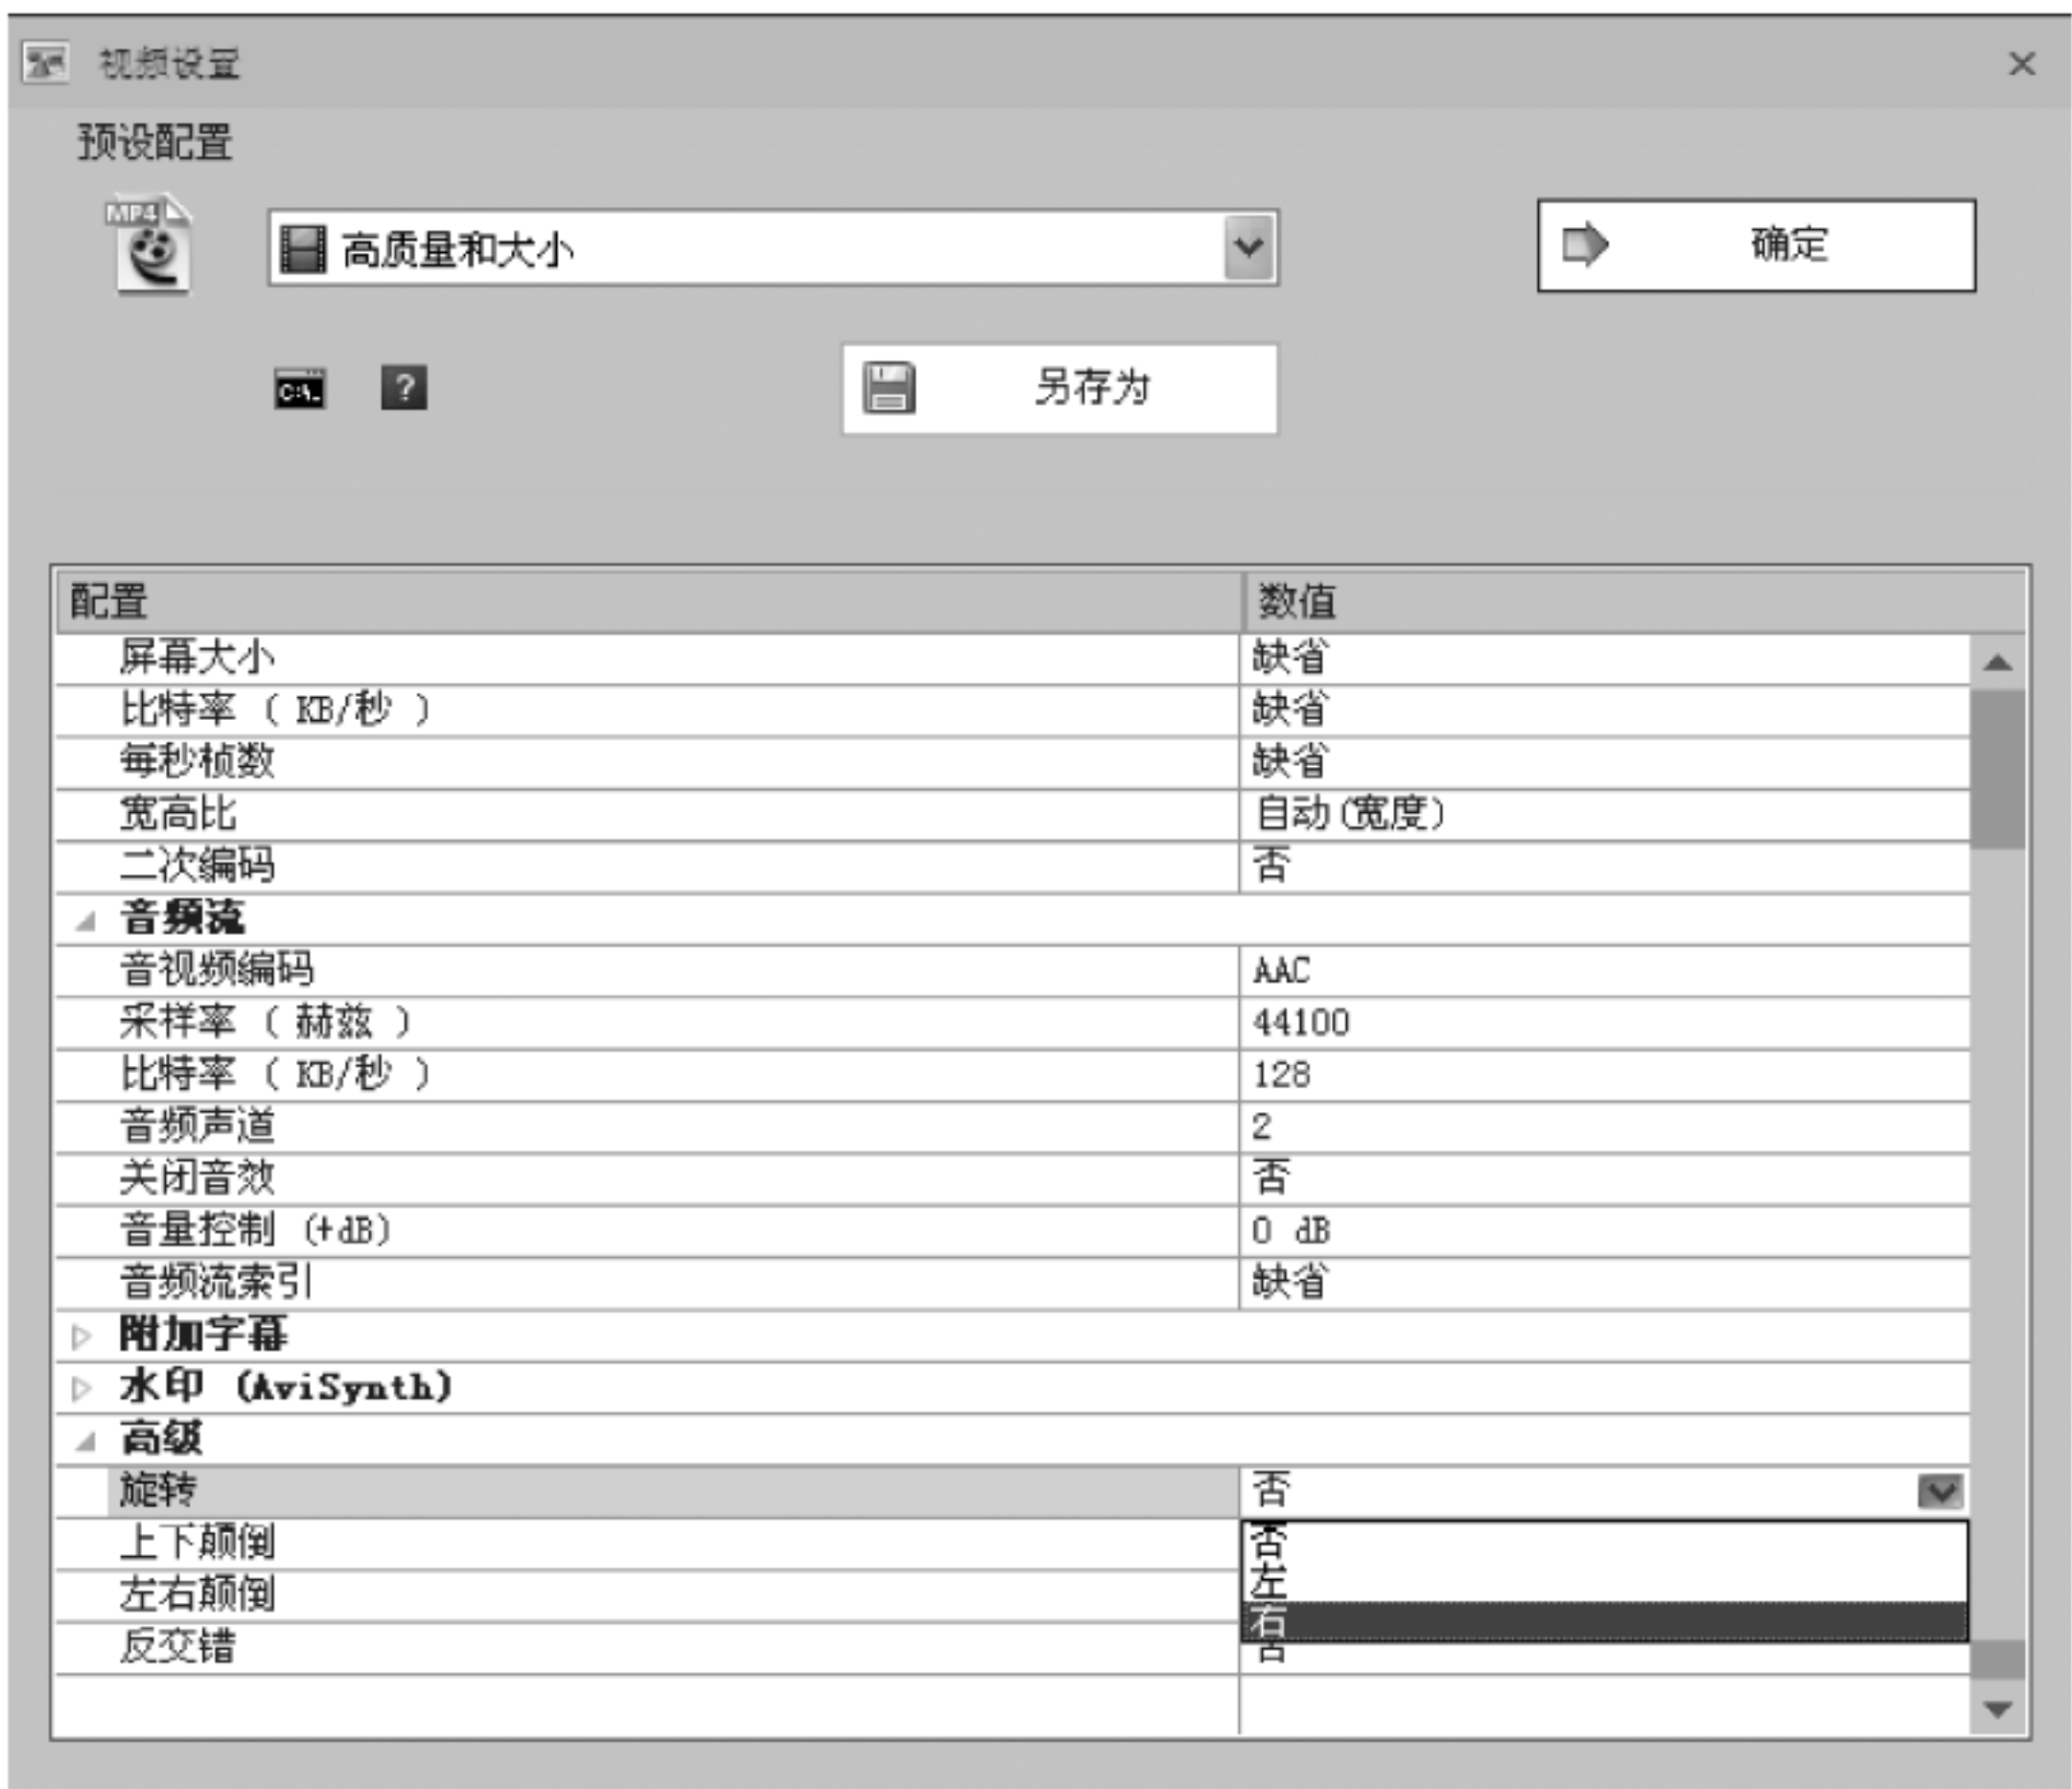 视频设置
预设配置
MP4
高质量和大小
确定
C:\.
?
另存为
配置 数值
屏幕大小 缺省
比特率 ( KB/秒 ) 缺省
每秒桢数 缺省
宽高比 自动(宽度)
二次编码 否
音频流
音视频编码 AAC
采样率 ( 赫兹 ) 44100
比特率 ( KB/秒 ) 128
音频声道 2
关闭音效 否
音量控制 (+dB) 0 dB
音频流索引 缺省
附加字幕
水印 (AviSynth)
高级
旋转 否
上下颠倒 否
左
左右颠倒 右
反交错 否